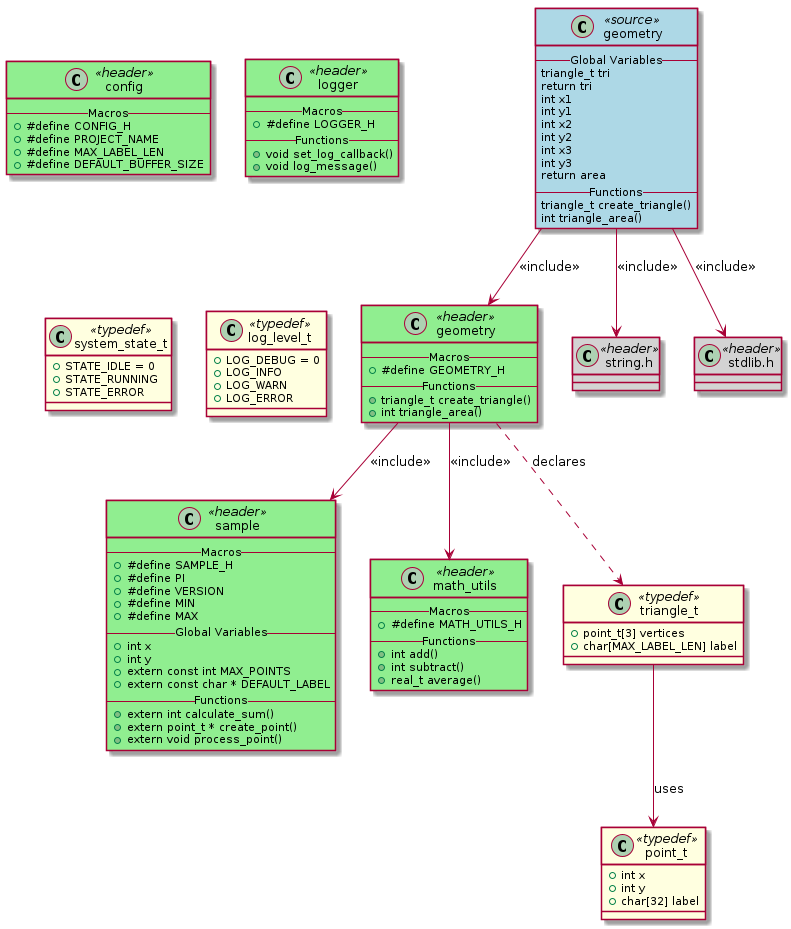 C «header»
config
Macros
#define CONFIG_H
#define PROJECT_NAME
#define MAX_LABEL_LEN
#define DEFAULT_BUFFER_SIZE
C «header»
logger
Macros
#define LOGGER_H
Functions
void set_log_callback()
void log_message()
C «source»
geometry
Global Variables
triangle_t tri
return tri
int x1
int y1
int x2
int y2
int x3
int y3
return area
Functions
triangle_t create_triangle()
int triangle_area()
«include»
«include»
«include»
C «typedef»
system_state_t
STATE_IDLE = 0
STATE_RUNNING
STATE_ERROR
C «typedef»
log_level_t
LOG_DEBUG = 0
LOG_INFO
LOG_WARN
LOG_ERROR
C «header»
geometry
Macros
#define GEOMETRY_H
Functions
triangle_t create_triangle()
int triangle_area()
C «header»
string.h
C «header»
stdlib.h
«include»
«include»
declares
C «header»
sample
Macros
#define SAMPLE_H
#define PI
#define VERSION
#define MIN
#define MAX
Global Variables
int x
int y
extern const int MAX_POINTS
extern const char * DEFAULT_LABEL
Functions
extern int calculate_sum()
extern point_t * create_point()
extern void process_point()
C «header»
math_utils
Macros
#define MATH_UTILS_H
Functions
int add()
int subtract()
real_t average()
C «typedef»
triangle_t
point_t[3] vertices
char[MAX_LABEL_LEN] label
uses
C «typedef»
point_t
int x
int y
char[32] label